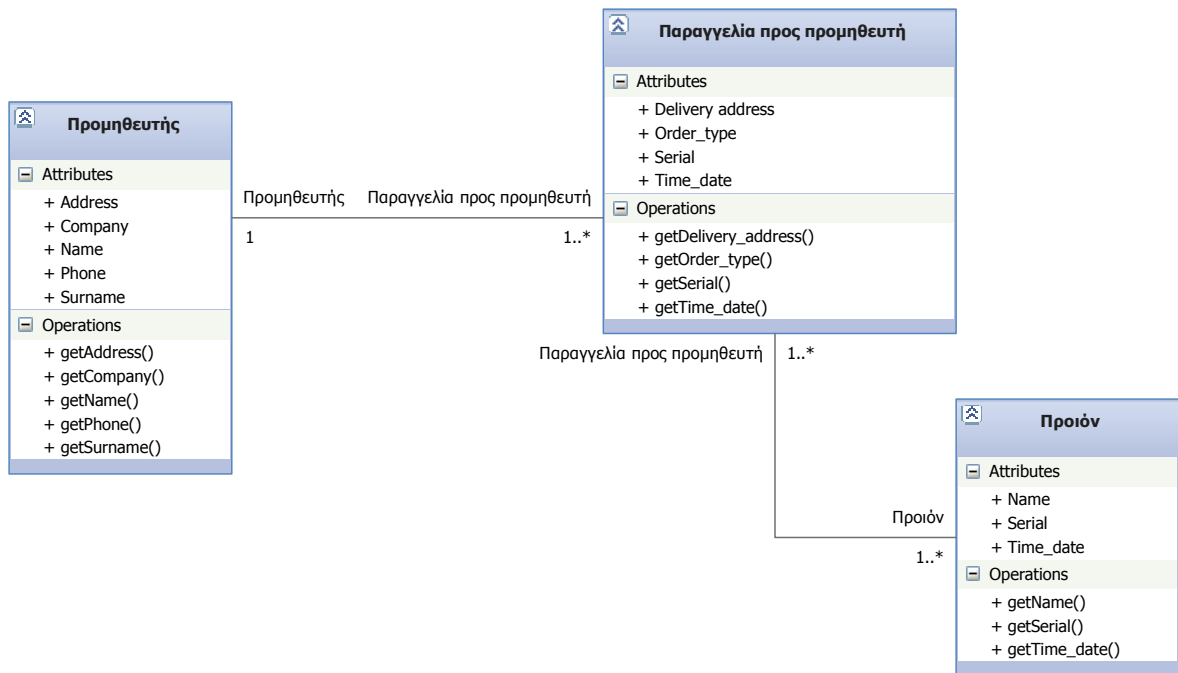 Προμηθευτής
Attributes
+ Address
+ Company
+ Name
+ Phone
+ Surname
Operations
+ getAddress()
+ getCompany()
+ getName()
+ getPhone()
+ getSurname()
Προμηθευτής
Παραγγελία προς προμηθευτή
1
1..*
Παραγγελία προς προμηθευτή
Attributes
+ Delivery address
+ Order_type
+ Serial
+ Time_date
Operations
+ getDelivery_address()
+ getOrder_type()
+ getSerial()
+ getTime_date()
Παραγγελία προς προμηθευτή
1..*
Προιόν
1..*
Προιόν
Attributes
+ Name
+ Serial
+ Time_date
Operations
+ getName()
+ getSerial()
+ getTime_date()